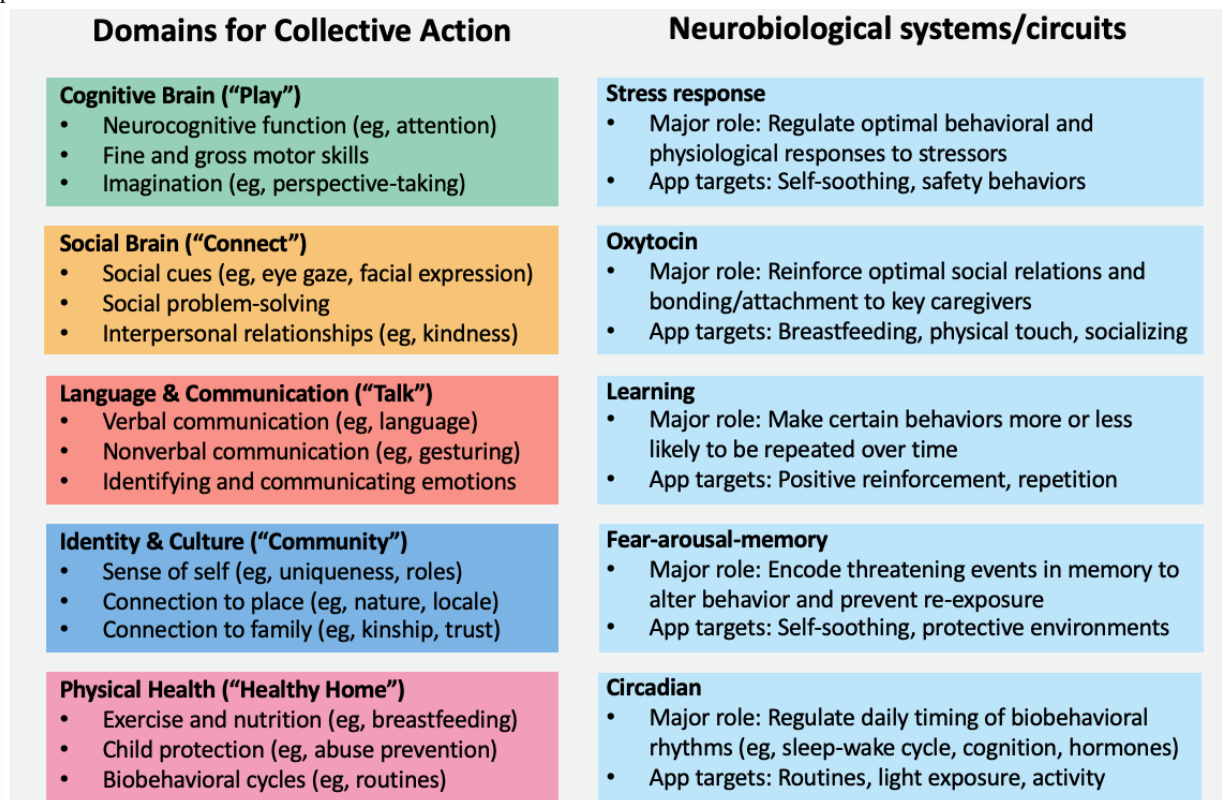 Domains for Collective Action
Cognitive Brain (“Play”)
• Neurocognitive function (eg, attention)
• Fine and gross motor skills
• Imagination (eg, perspective-taking)
Social Brain (“Connect”)
• Social cues (eg, eye gaze, facial expression)
• Social problem-solving
• Interpersonal relationships (eg, kindness)
Language & Communication (“Talk”)
• Verbal communication (eg, language)
• Nonverbal communication (eg, gesturing)
• Identifying and communicating emotions
Identity & Culture (“Community”)
• Sense of self (eg, uniqueness, roles)
• Connection to place (eg, nature, locale)
• Connection to family (eg, kinship, trust)
Physical Health (“Healthy Home”)
• Exercise and nutrition (eg, breastfeeding)
• Child protection (eg, abuse prevention)
• Biobehavioral cycles (eg, routines)
Neurobiological systems/circuits
Stress response
• Major role: Regulate optimal behavioral and
physiological responses to stressors
• App targets: Self-soothing, safety behaviors
Oxytocin
• Major role: Reinforce optimal social relations and
bonding/attachment to key caregivers
• App targets: Breastfeeding, physical touch, socializing
Learning
• Major role: Make certain behaviors more or less
likely to be repeated over time
• App targets: Positive reinforcement, repetition
Fear-arousal-memory
• Major role: Encode threatening events in memory to
alter behavior and prevent re-exposure
• App targets: Self-soothing, protective environments
Circadian
• Major role: Regulate daily timing of biobehavioral
rhythms (eg, sleep-wake cycle, cognition, hormones)
• App targets: Routines, light exposure, activity